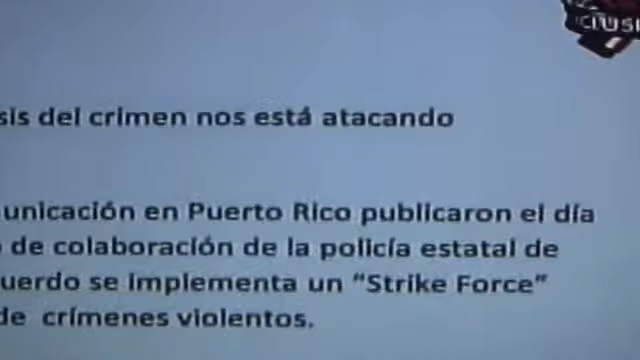 sis del crimen nos está atacando
unicación en Puerto Rico publicaron el día
o de colaboración de la policía estatal de
uerdo se implementa un “Strike Force”
de crímenes violentos.